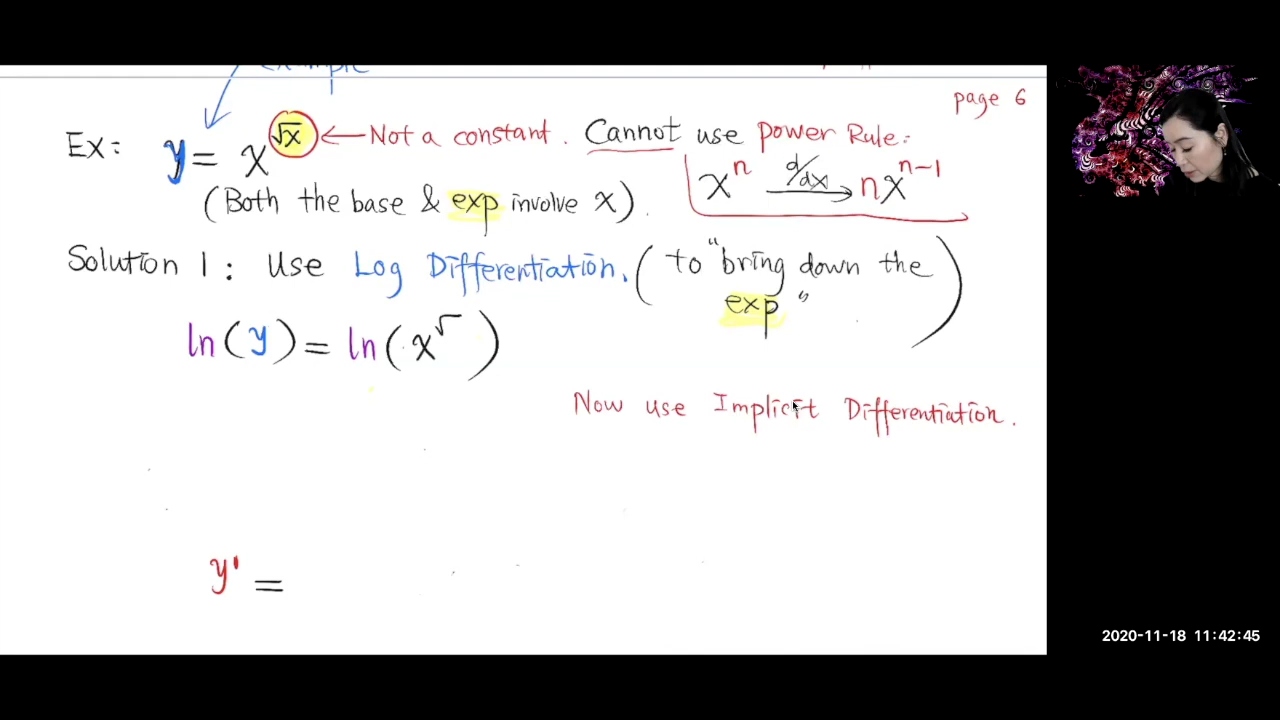 example
page 6
Ex: y = x^√x ← Not a constant. Cannot use power Rule:
x^n d/dx → nx^(n-1)
(Both the base & exp involve x).
Solution 1: Use Log Differentiation. (to "bring down the
exp")
ln(y) = ln(x^√ )
Now use Implicit Differentiation.
y' =
2020-11-18 11:42:45